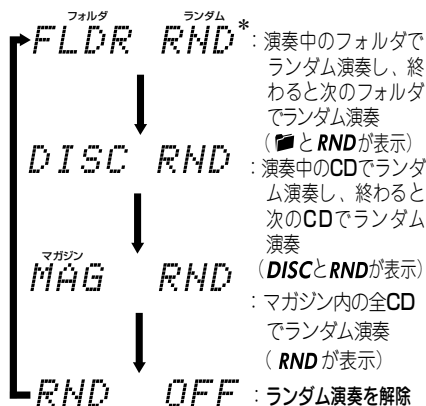 フォルダ ランダム
FLDR RND*
：演奏中のフォルダで
ランダム演奏し、終
わると次のフォルダ
でランダム演奏
（ とRNDが表示）
DISC RND
：演奏中のCDでランダ
ム演奏し、終わると
次のCDでランダム
演奏
（DISCとRNDが表示）
マガジン
MAG RND
：マガジン内の全CD
でランダム演奏
（ RNDが表示）
RND OFF ：ランダム演奏を解除